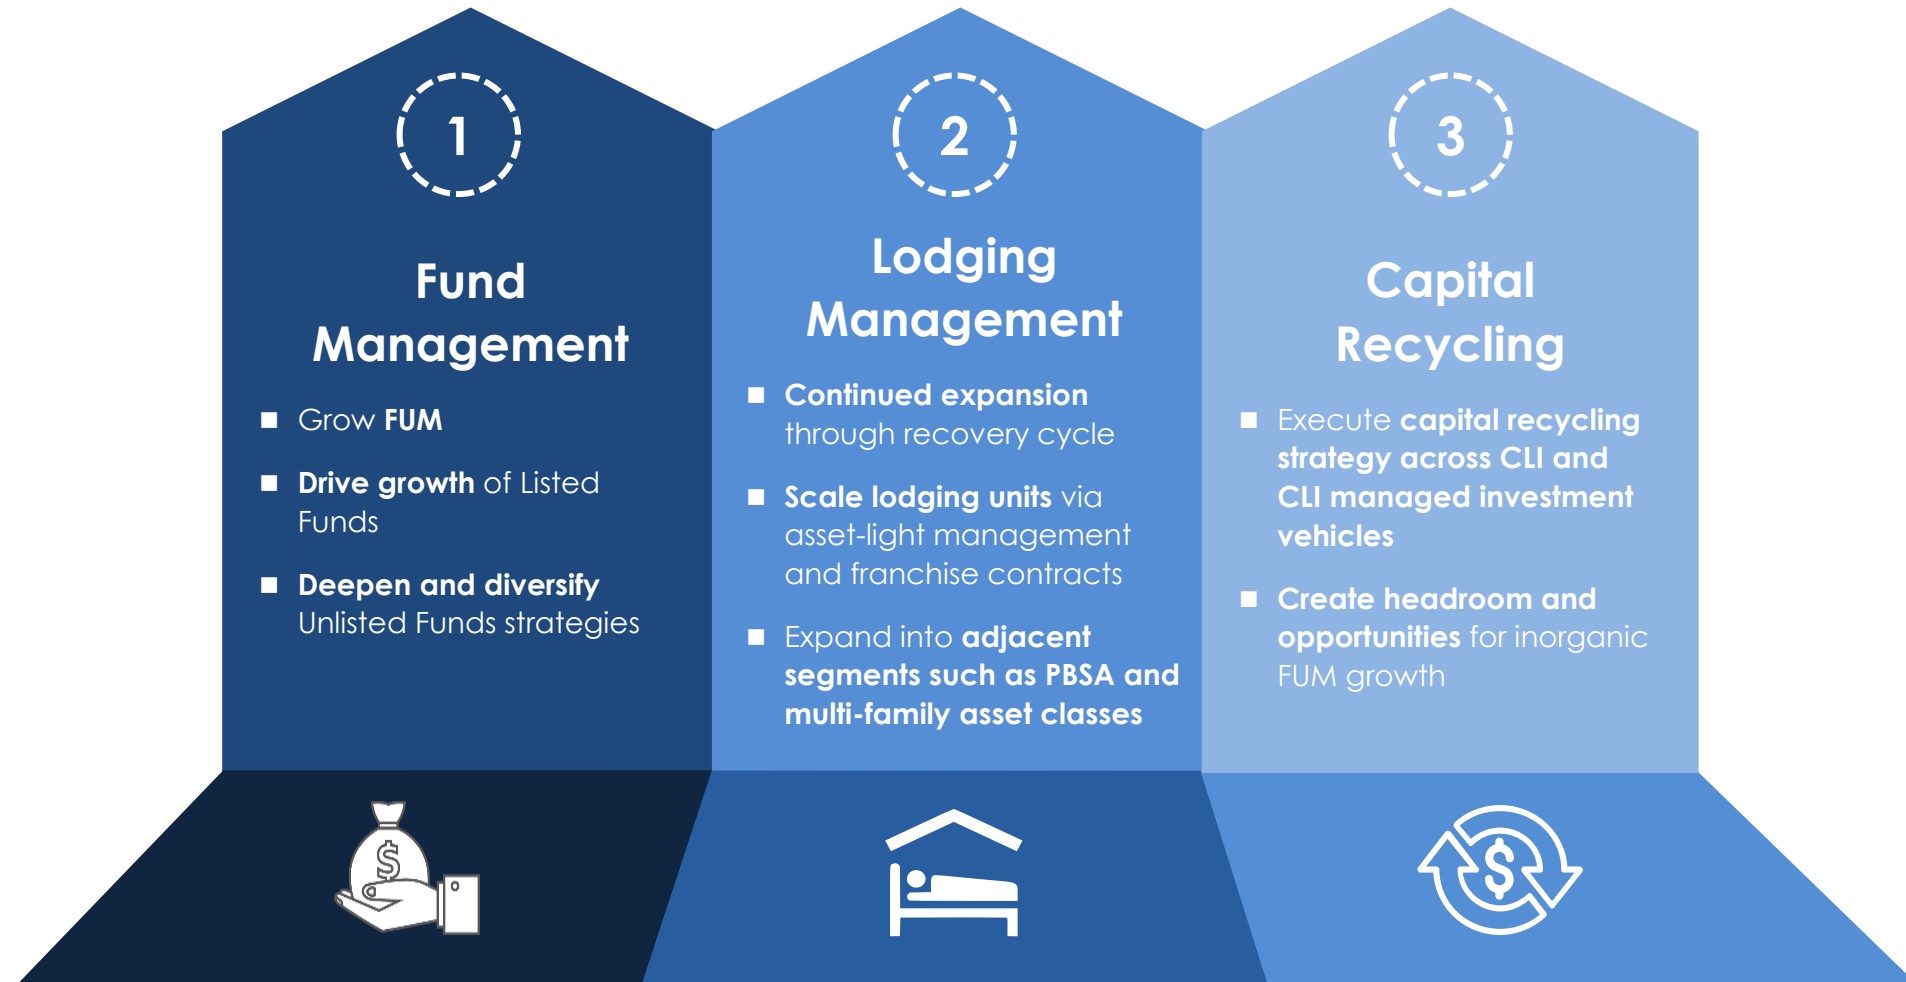 1
Fund
Management
■ Grow FUM
■ Drive growth of Listed
Funds
■ Deepen and diversify
Unlisted Funds strategies
2
Lodging
Management
■ Continued expansion
through recovery cycle
■ Scale lodging units via
asset-light management
and franchise contracts
■ Expand into adjacent
segments such as PBSA and
multi-family asset classes
3
Capital
Recycling
■ Execute capital recycling
strategy across CLI and
CLI managed investment
vehicles
■ Create headroom and
opportunities for inorganic
FUM growth
$
$